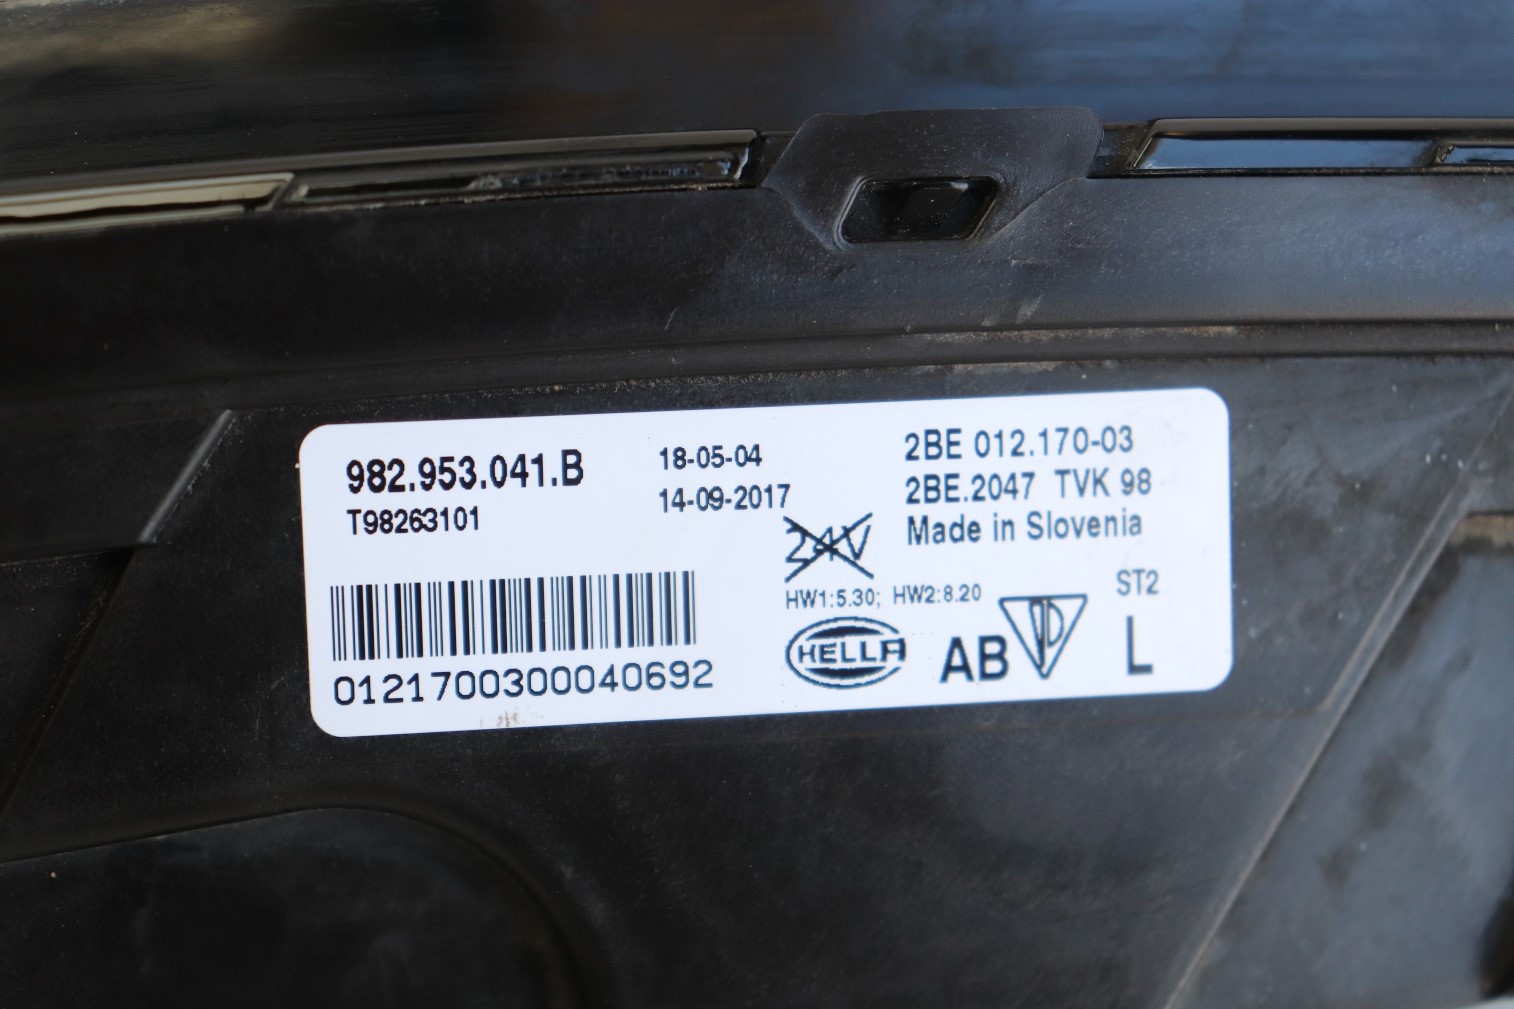 982.953.041.B
T98263101
18-05-04
14-09-2017
2BE 012.170-03
2BE.2047 TVK 98
Made in Slovenia
24V
HW1:5.30; HW2:8.20
ST2
HELLA
AB
PD
L
0121700300040692